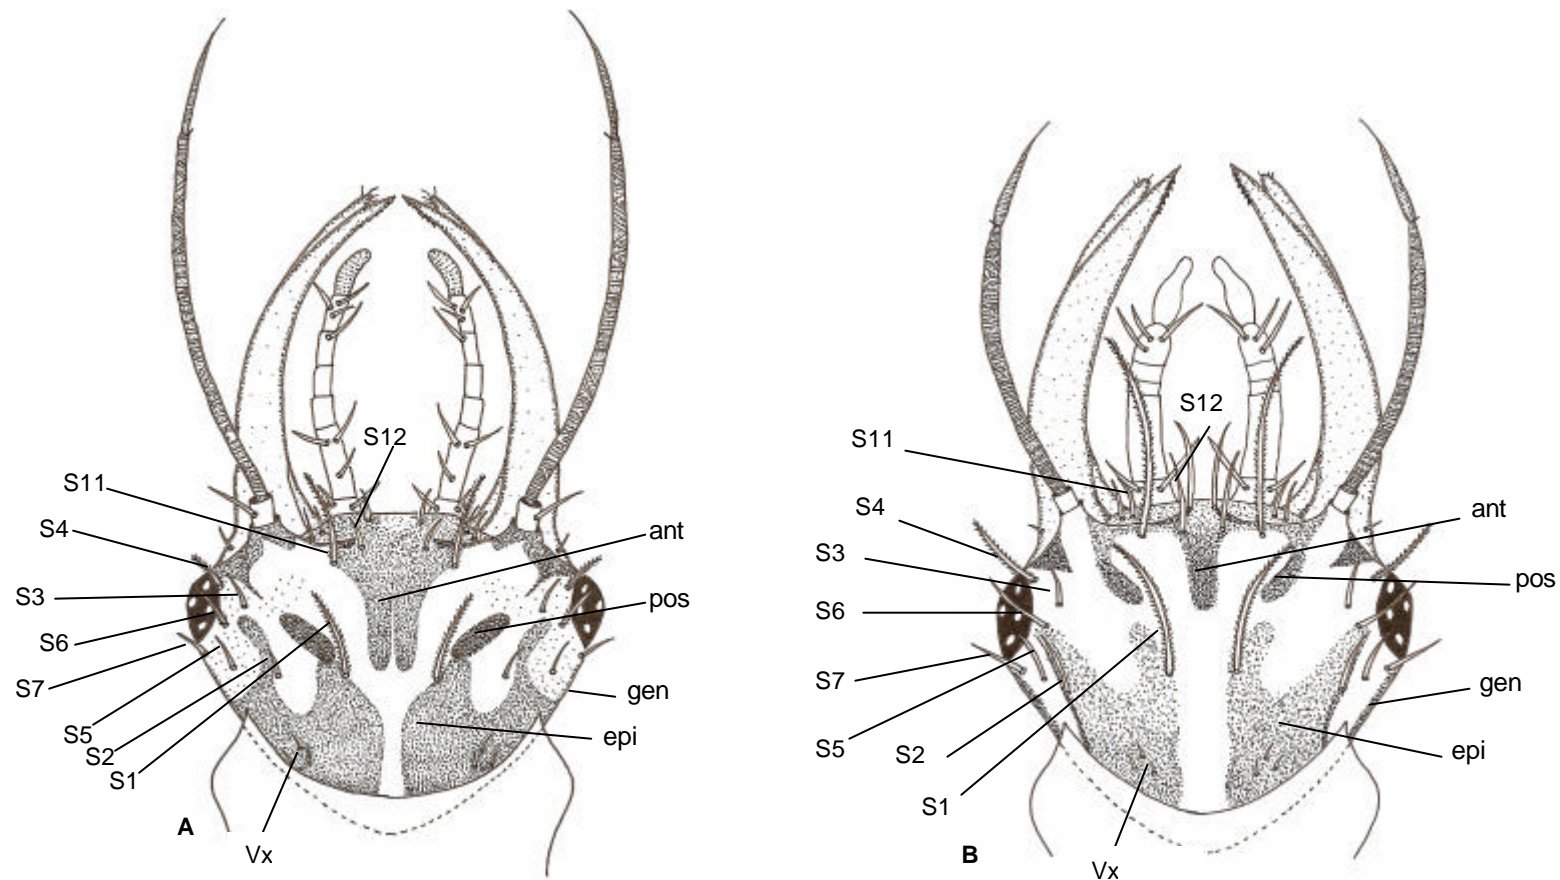 S12
S11
S4
S3
S6
S7
S5
S2
S1
ant
pos
gen
epi
A
Vx
S12
S11
S4
S3
S6
S7
S5
S2
S1
ant
pos
gen
epi
B
Vx